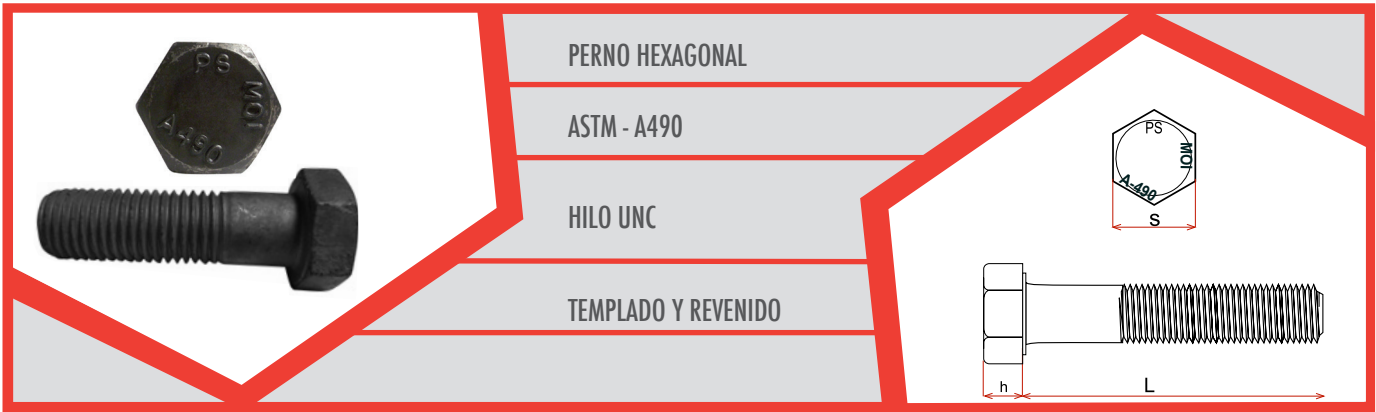 PS
MOI
A490
PERNO HEXAGONAL
ASTM - A490
HILO UNC
TEMPLADO Y REVENIDO
PS
MOI
A-490
S
h
L